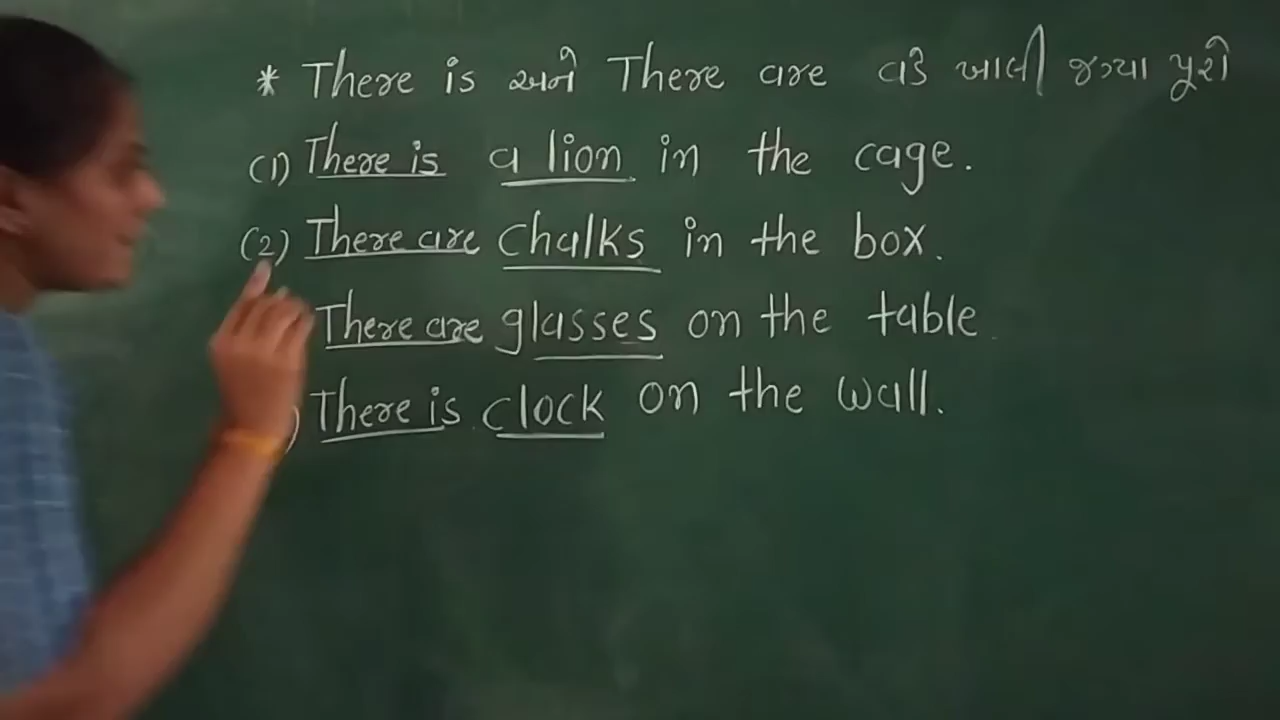 * There is અને There are વડે ખાલી જગ્યા પૂરો
(1) There is a lion in the cage.
(2) There are chalks in the box.
There are glasses on the table.
) There is clock on the wall.